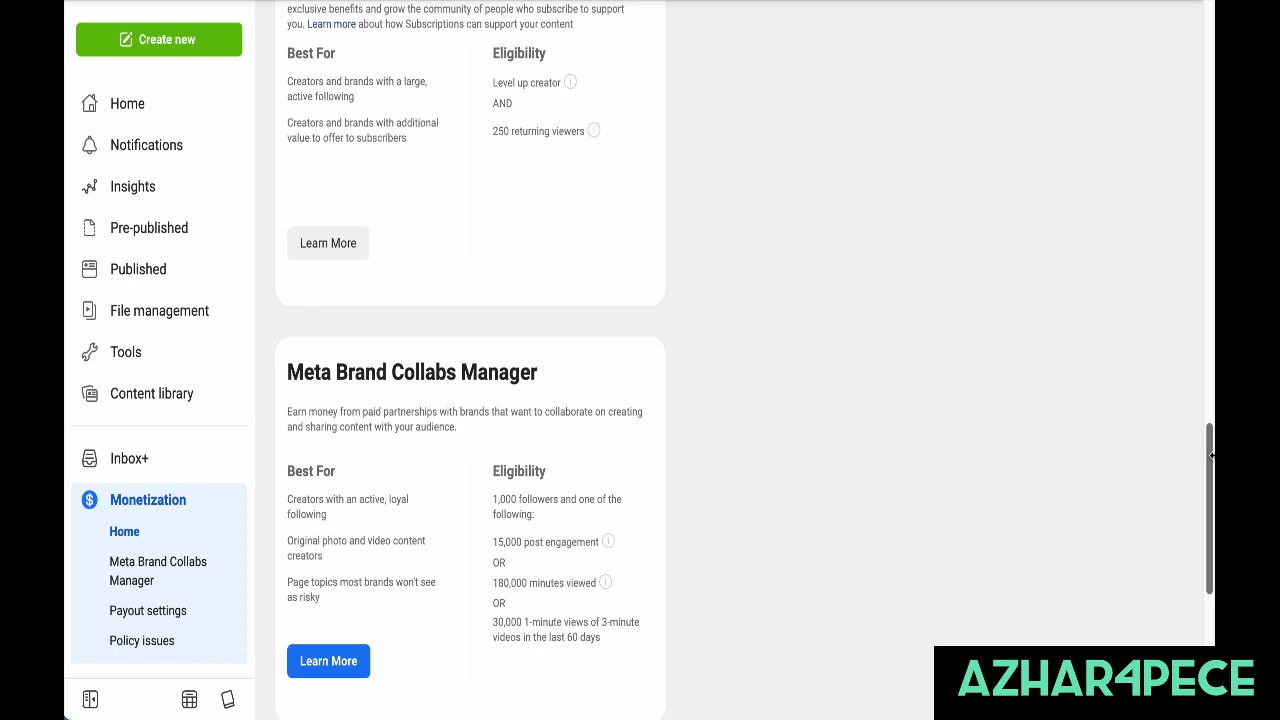 Create new
Home
Notifications
Insights
Pre-published
Published
File management
Tools
Content library
Inbox+
Monetization
Home
Meta Brand Collabs
Manager
Payout settings
Policy issues
exclusive benefits and grow the community of people who subscribe to support
you. Learn more about how Subscriptions can support your content
Best For
Creators and brands with a large,
active following
Creators and brands with additional
value to offer to subscribers
Eligibility
Level up creator
AND
250 returning viewers
Learn More
Meta Brand Collabs Manager
Earn money from paid partnerships with brands that want to collaborate on creating
and sharing content with your audience.
Best For
Creators with an active, loyal
following
Original photo and video content
creators
Page topics most brands won't see
as risky
Eligibility
1,000 followers and one of the
following:
15,000 post engagement
OR
180,000 minutes viewed
OR
30,000 1-minute views of 3-minute
videos in the last 60 days
Learn More
AZHAR4PECE